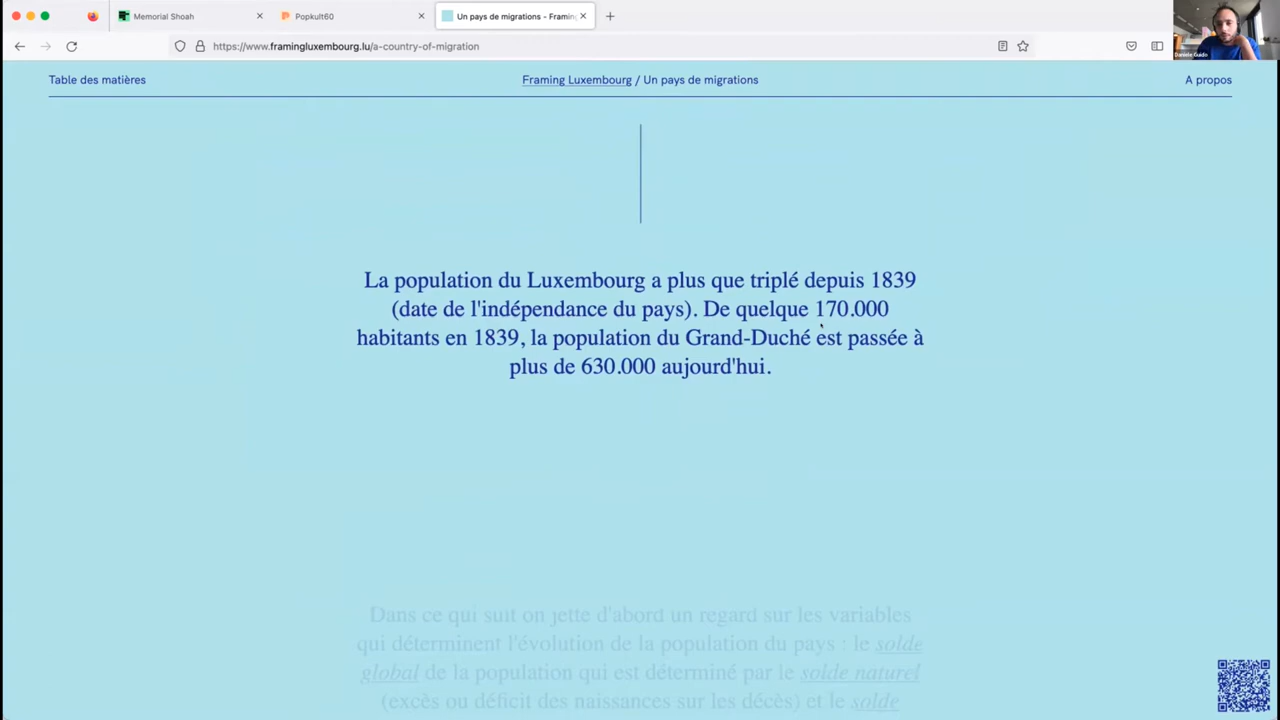 Memorial Shoah
Popkult60
Un pays de migrations - Framin
https://www.framingluxembourg.lu/a-country-of-migration
Daniele Guido
Table des matières
Framing Luxembourg / Un pays de migrations
A propos
La population du Luxembourg a plus que triplé depuis 1839
(date de l'indépendance du pays). De quelque 170.000
habitants en 1839, la population du Grand-Duché est passée à
plus de 630.000 aujourd'hui.
Dans ce qui suit on jette d'abord un regard sur les variables
qui déterminent l'évolution de la population du pays : le solde
global de la population qui est déterminé par le solde naturel
(excès ou déficit des naissances sur les décès) et le solde